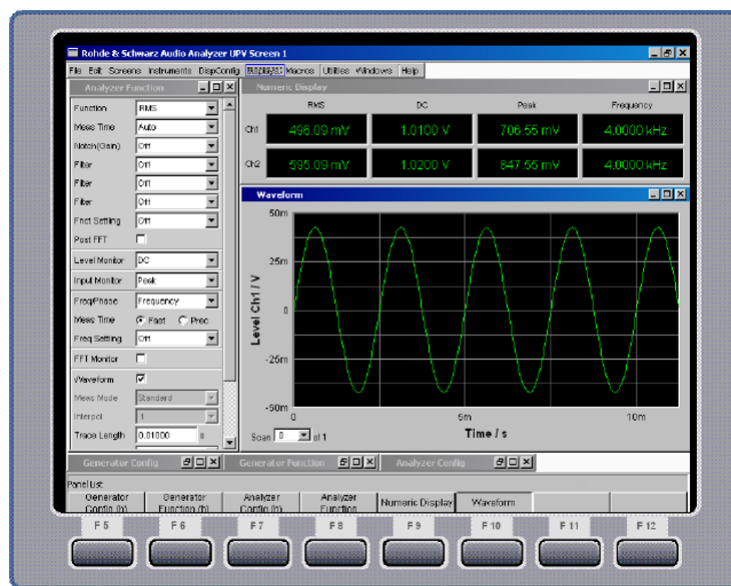 Rohde & Schwarz Audio Analyzer UPV Screen 1
File Edit Screens Instruments DispConfig Displays Macros Utilities Windows Help
Analyzer Function
Function RMS
Meas Time Auto
Notch(Gain) Off
Filter Off
Filter Off
Filter Off
Fnct Settling Off
Post FFT
Level Monitor DC
Input Monitor Peak
Freq/Phase Frequency
Meas Time Fast Prec
Freq Settling Off
FFT Monitor
Waveform
Meas Mode Standard
Interpol 1
Trace Length 0.01000 s
Numeric Display
RMS DC Peak Frequency
Ch1 496.09 mV 1.0100 V 706.55 mV 4.0000 kHz
Ch2 595.09 mV 1.0200 V 847.55 mV 4.0000 kHz
Waveform
50m
25m
0
-25m
-50m
Level Ch1 / V
0 5m 10m
Time / s
Scan 0 of 1
Generator Config Generator Function Analyzer Config
Panel List:
Generator Config (h) Generator Function (h) Analyzer Config (h) Analyzer Function Numeric Display Waveform
F 5 F 6 F 7 F 8 F 9 F 10 F 11 F 12